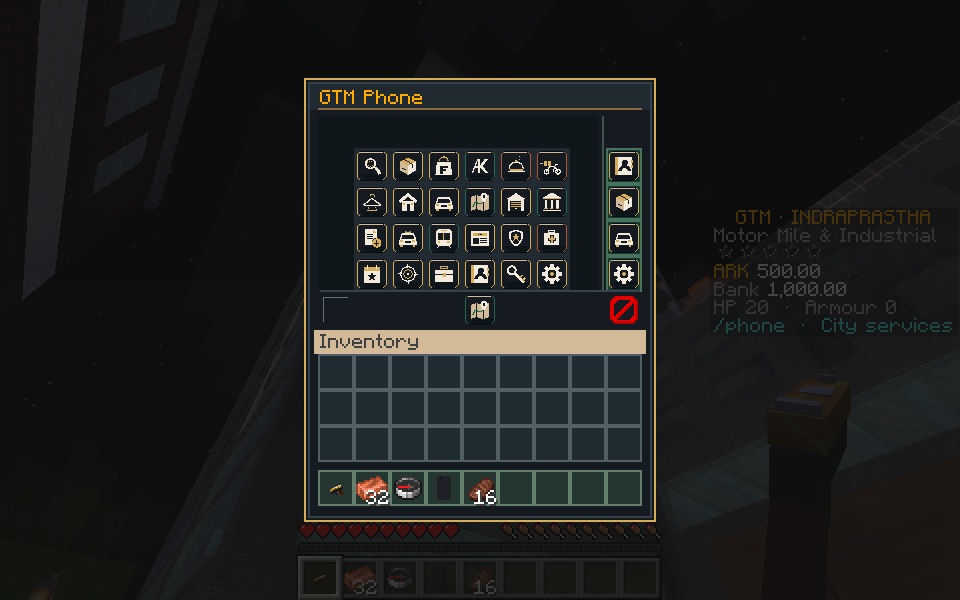 GTM Phone
AK
F
GTM · INDRAPRASTHA
Motor Mile & Industrial
ARK 500.00
Bank 1,000.00
HP 20 · Armour 0
/phone · City services
Inventory
32
16
32
16